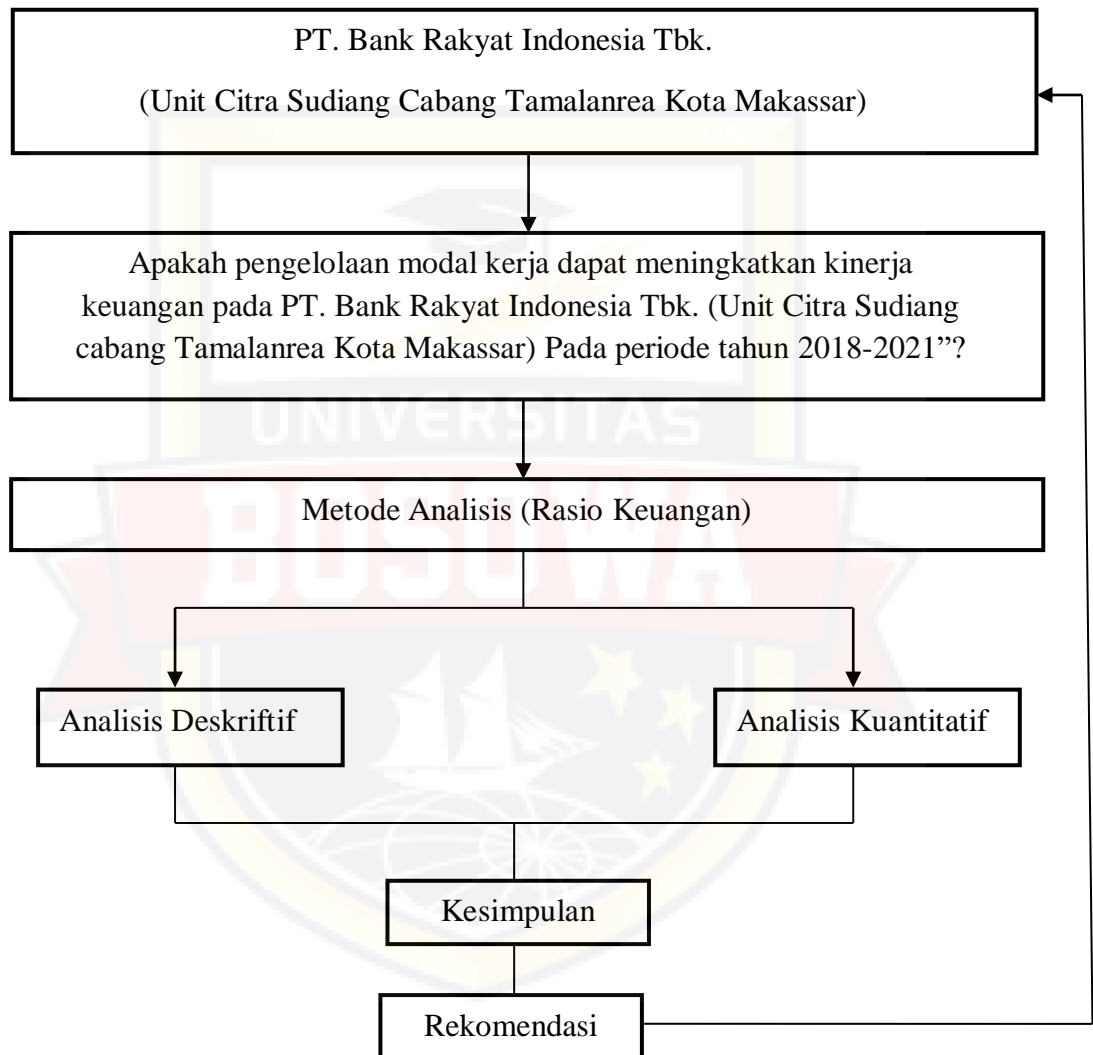 PT. Bank Rakyat Indonesia Tbk.
(Unit Citra Sudiang Cabang Tamalanrea Kota Makassar)
Apakah pengelolaan modal kerja dapat meningkatkan kinerja
keuangan pada PT. Bank Rakyat Indonesia Tbk. (Unit Citra Sudiang
cabang Tamalanrea Kota Makassar) Pada periode tahun 2018-2021”?
UNIVERSITAS
Metode Analisis (Rasio Keuangan)
BOSOWA
Analisis Deskriftif
Analisis Kuantitatif
Kesimpulan
Rekomendasi